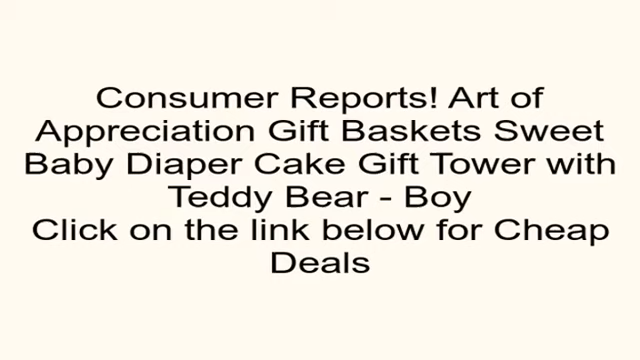 Consumer Reports! Art of
Appreciation Gift Baskets Sweet
Baby Diaper Cake Gift Tower with
Teddy Bear - Boy
Click on the link below for Cheap
Deals